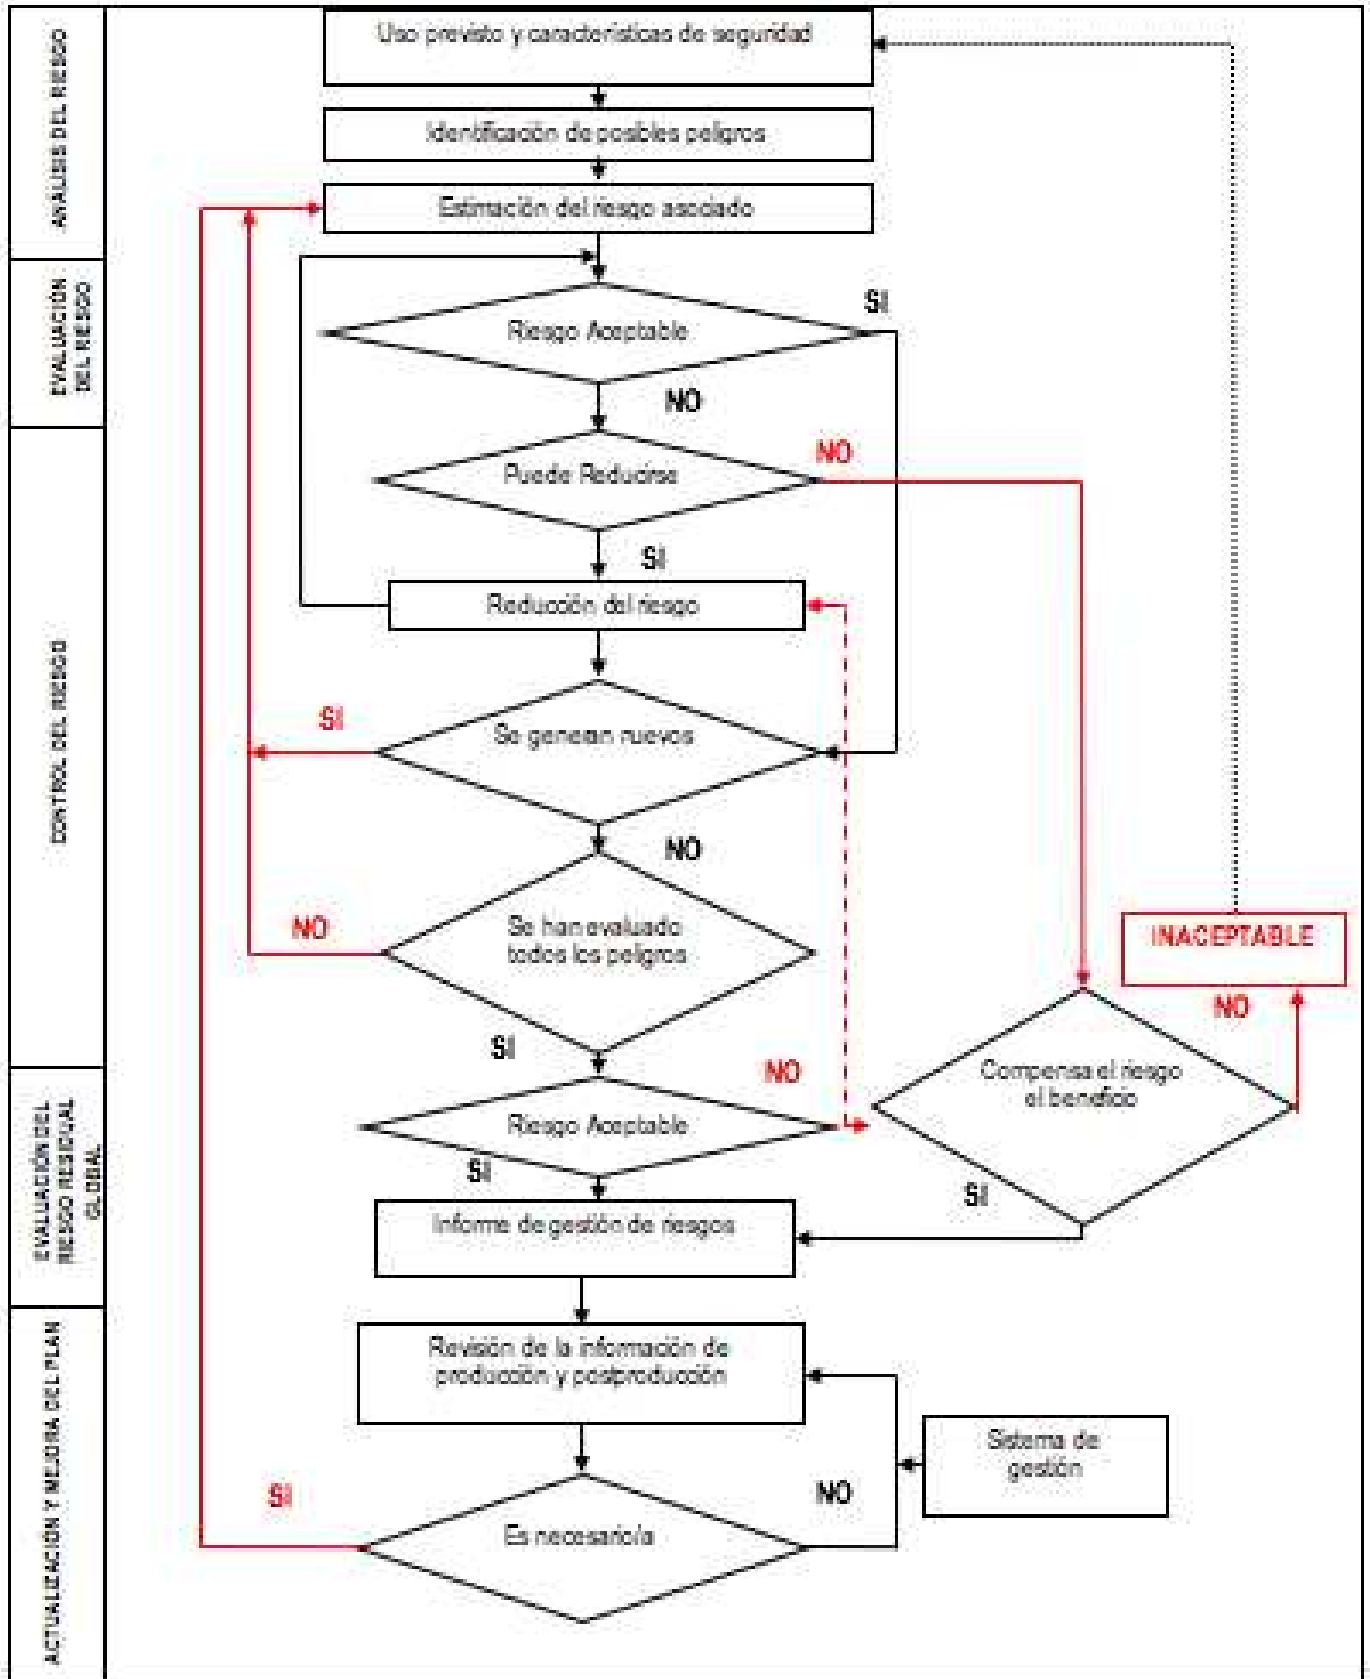 ANALISIS DEL RIESGO
Uso previsto y características de seguridad
Identificación de posibles peligros
Estimación del riesgo asociado
EVALUACIÓN
DEL RIESGO
SI
Riesgo Aceptable
NO
CONTROL DEL RIESGO
Puede Reducirse
NO
SI
Reducción del riesgo
SI
Se generan nuevos
NO
NO
Se han evaluado
todos los peligros
SI
INACEPTABLE
NO
Compensa el riesgo
el beneficio
SI
EVALUACIÓN DEL
RIESGO RESIDUAL
GLOBAL
NO
Riesgo Aceptable
SI
Informe de gestión de riesgos
ACTUALIZACIÓN Y MEJORA DEL PLAN
Revisión de la información de
producción y postproducción
Sistema de
gestión
SI
NO
Es necesario/a